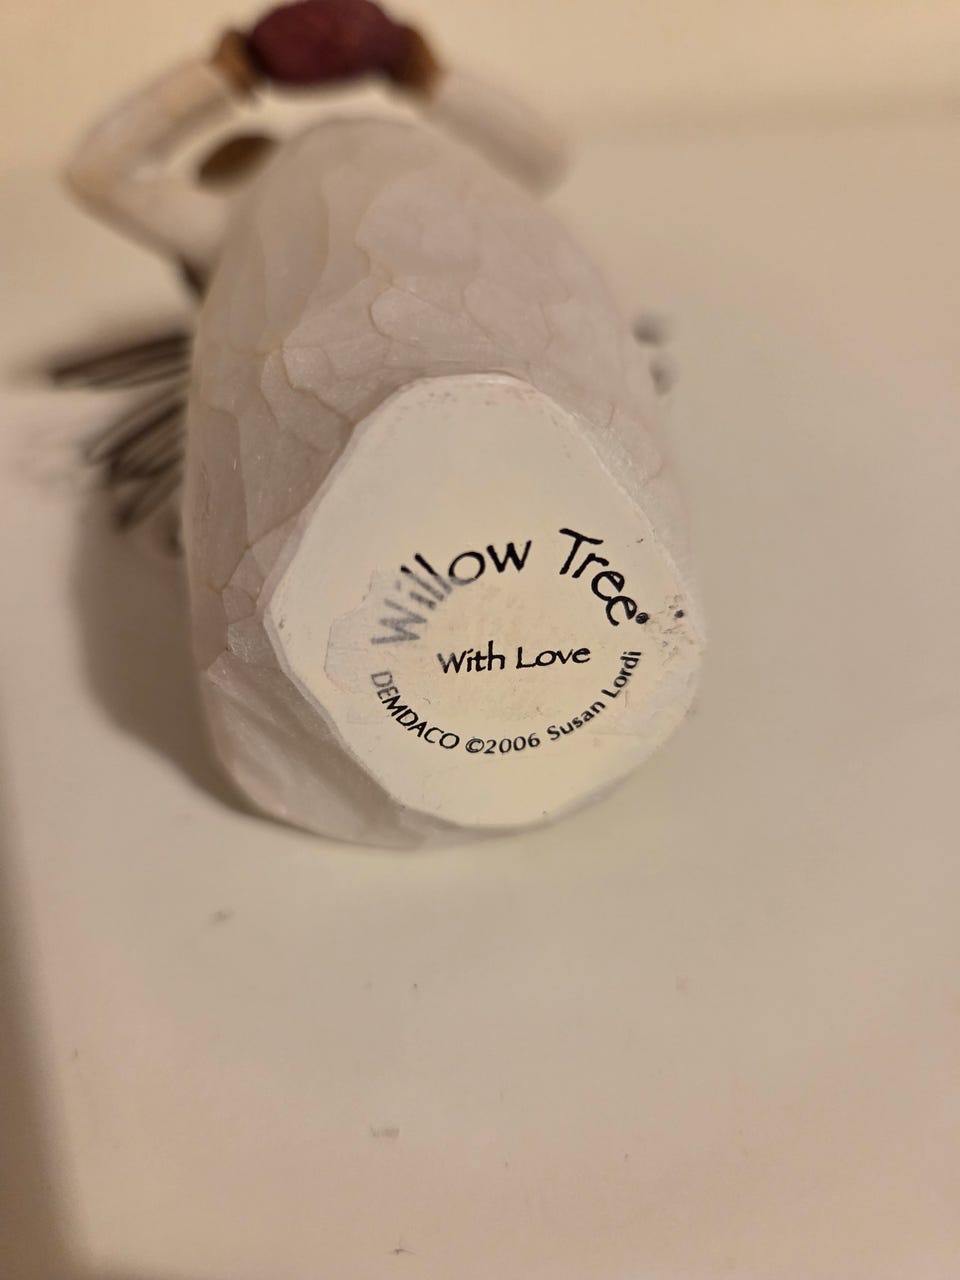 Willow Tree®
With Love
DEMDACO ©2006 Susan Lordi